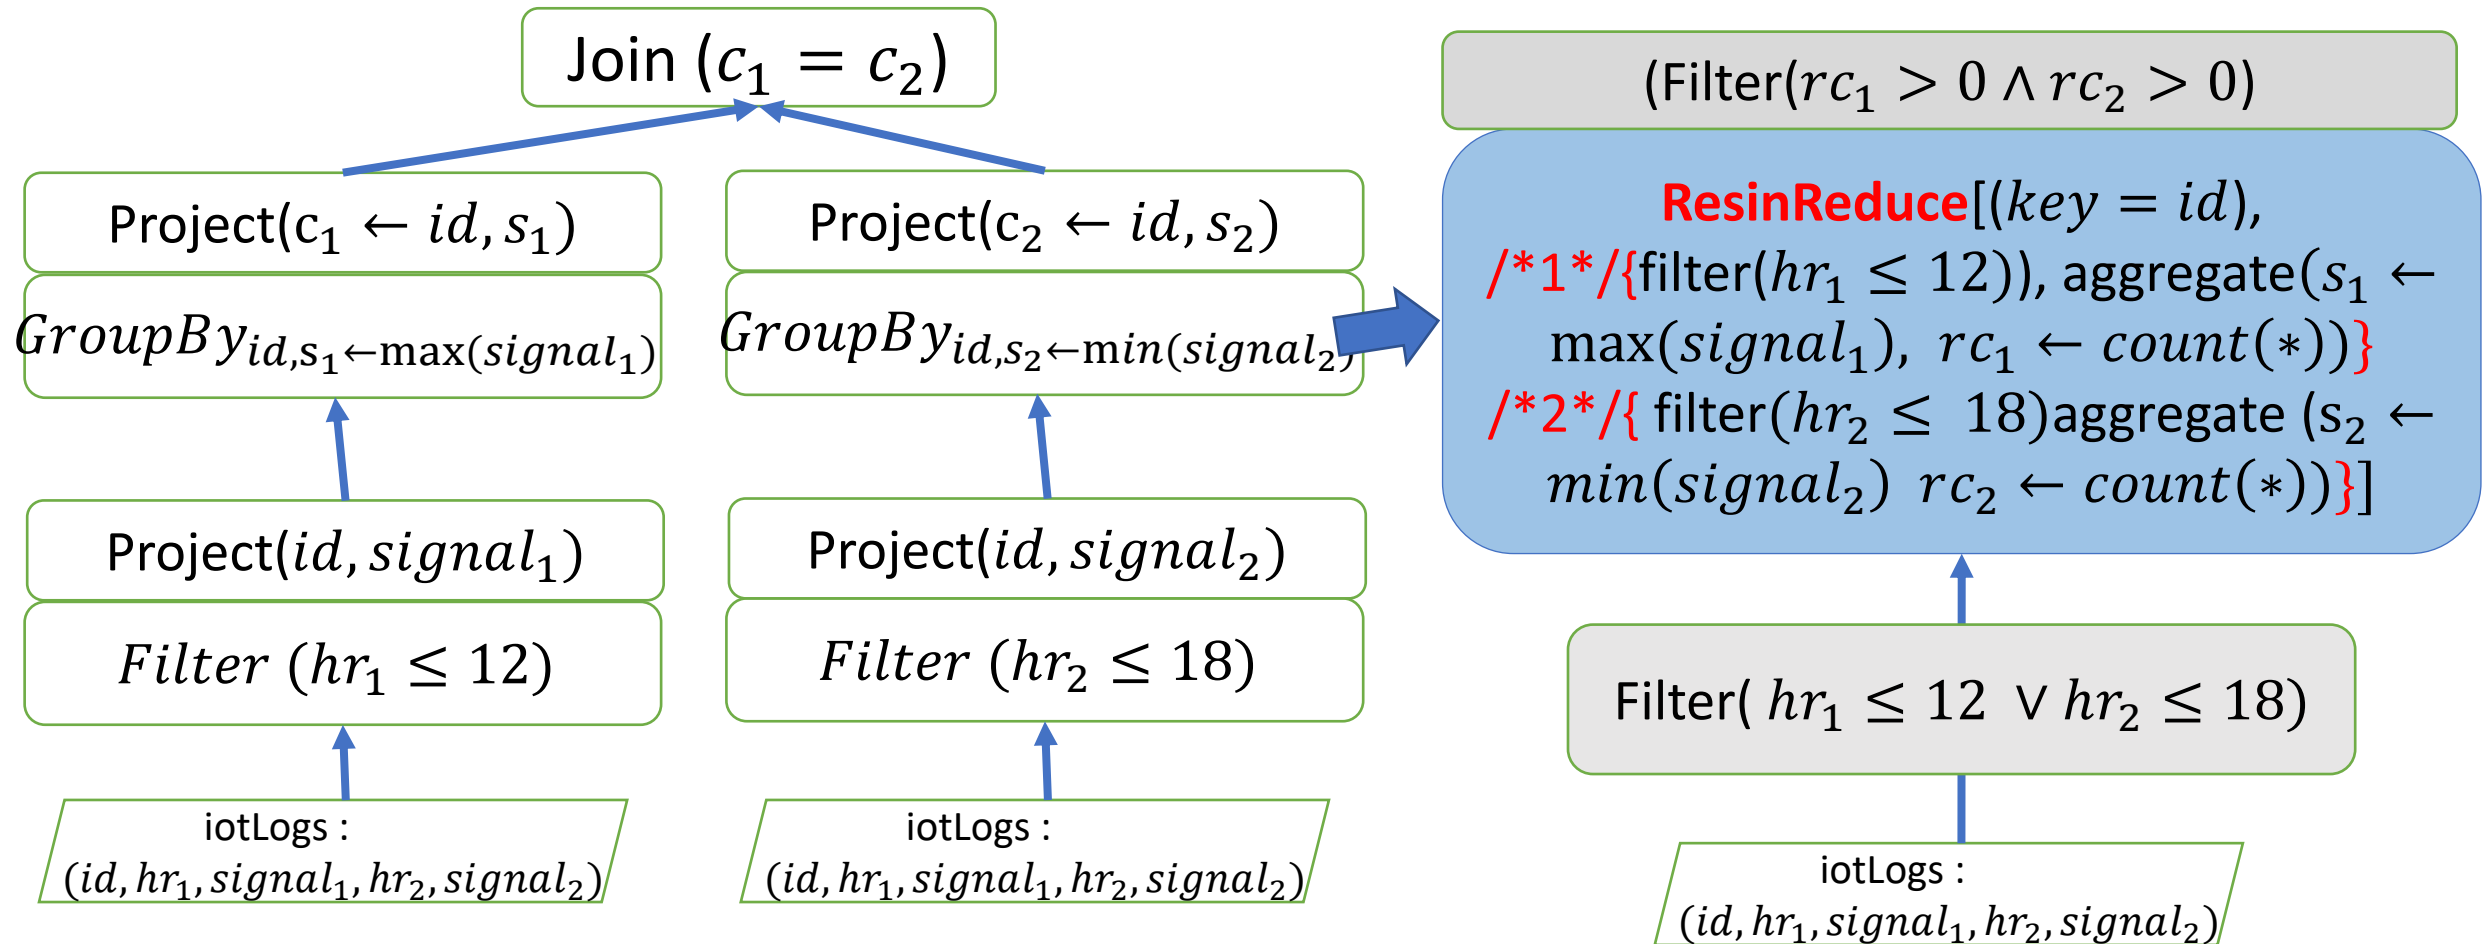 Join (c₁ = c₂)
Project(c₁ ← id, s₁)
GroupBy_{id,s₁←max(signal₁)}
Project(id, signal₁)
Filter (hr₁ ≤ 12)
iotLogs :
(id, hr₁, signal₁, hr₂, signal₂)
Project(c₂ ← id, s₂)
GroupBy_{id,s₂←min(signal₂)}
Project(id, signal₂)
Filter (hr₂ ≤ 18)
iotLogs :
(id, hr₁, signal₁, hr₂, signal₂)
(Filter(rc₁ > 0 ∧ rc₂ > 0)
ResinReduce[(key = id),
/*1*/{filter(hr₁ ≤ 12)), aggregate(s₁ ←
max(signal₁), rc₁ ← count(∗))}
/*2*/{ filter(hr₂ ≤ 18)aggregate (s₂ ←
min(signal₂) rc₂ ← count(∗))}]
Filter( hr₁ ≤ 12 ∨ hr₂ ≤ 18)
iotLogs :
(id, hr₁, signal₁, hr₂, signal₂)